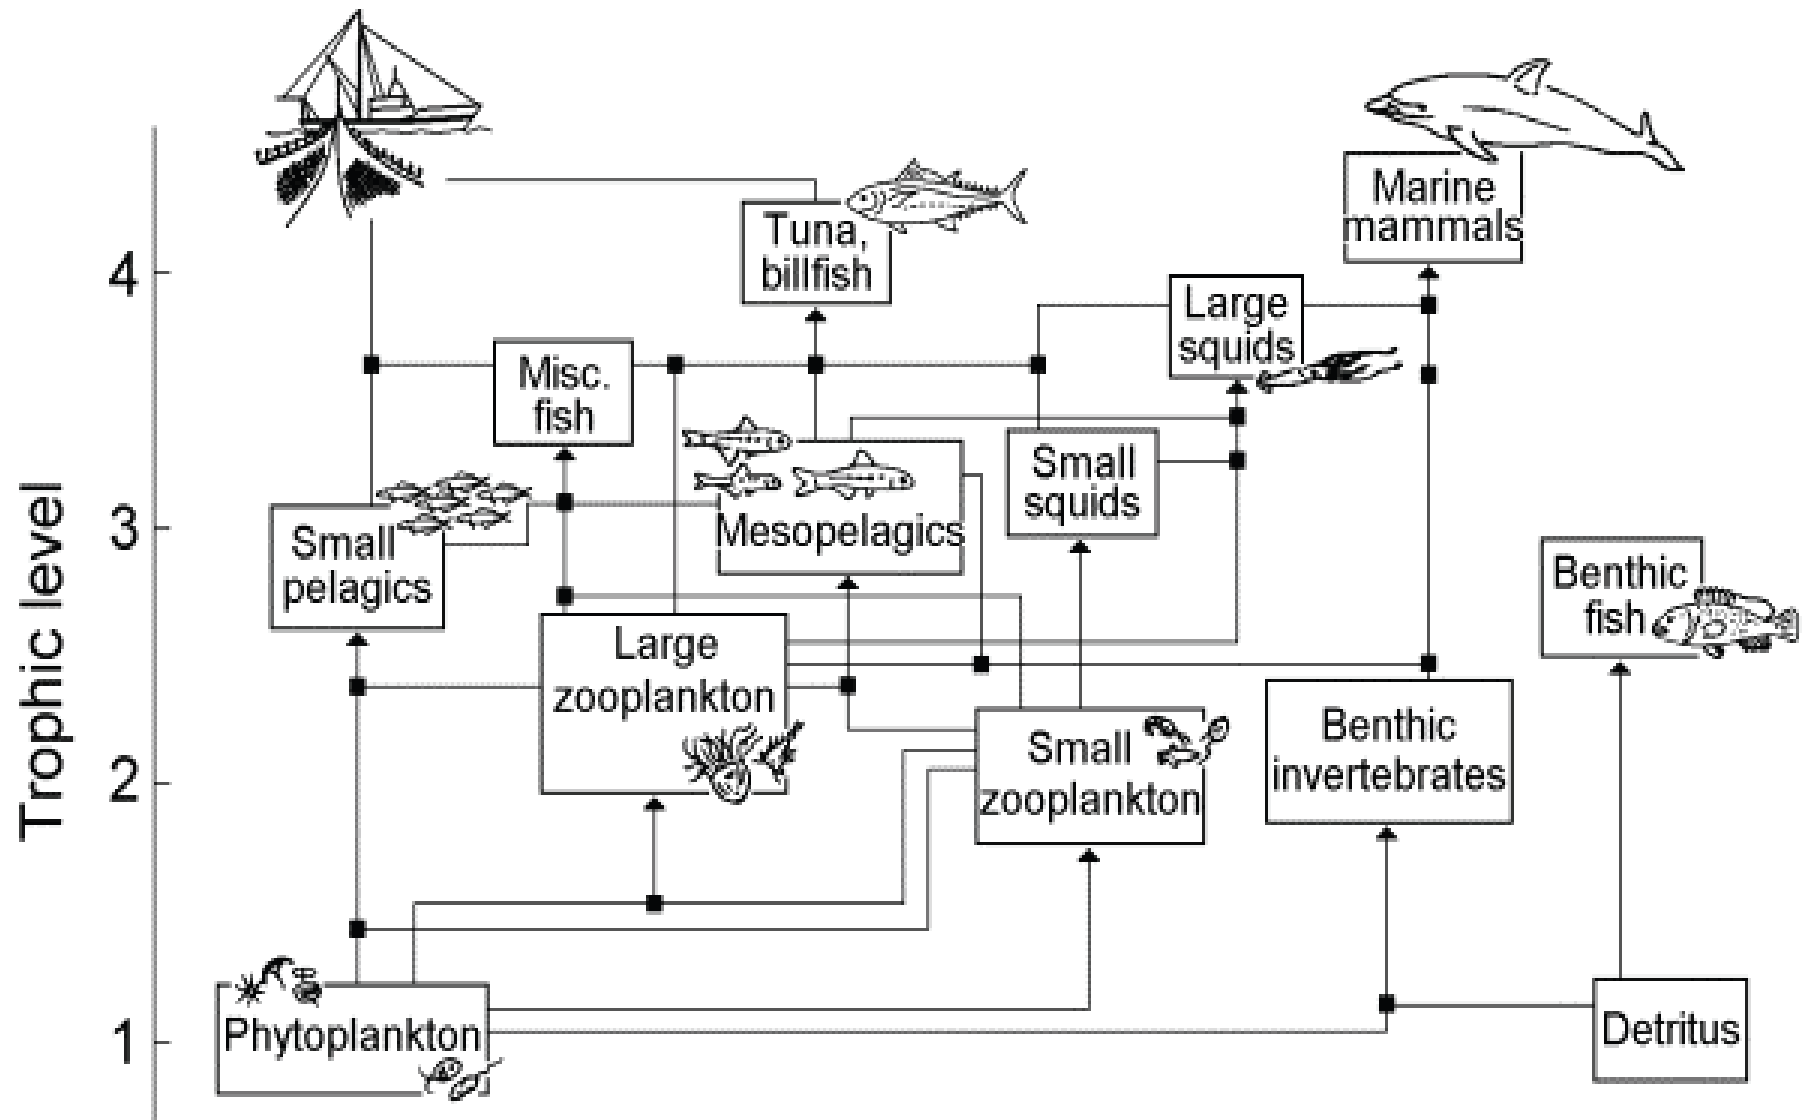 Trophic level
4
3
2
1
Marine
mammals
Tuna,
billfish
Large
squids
Misc.
fish
Small
squids
Mesopelagics
Small
pelagics
Benthic
fish
Large
zooplankton
Small
zooplankton
Benthic
invertebrates
Phytoplankton
Detritus